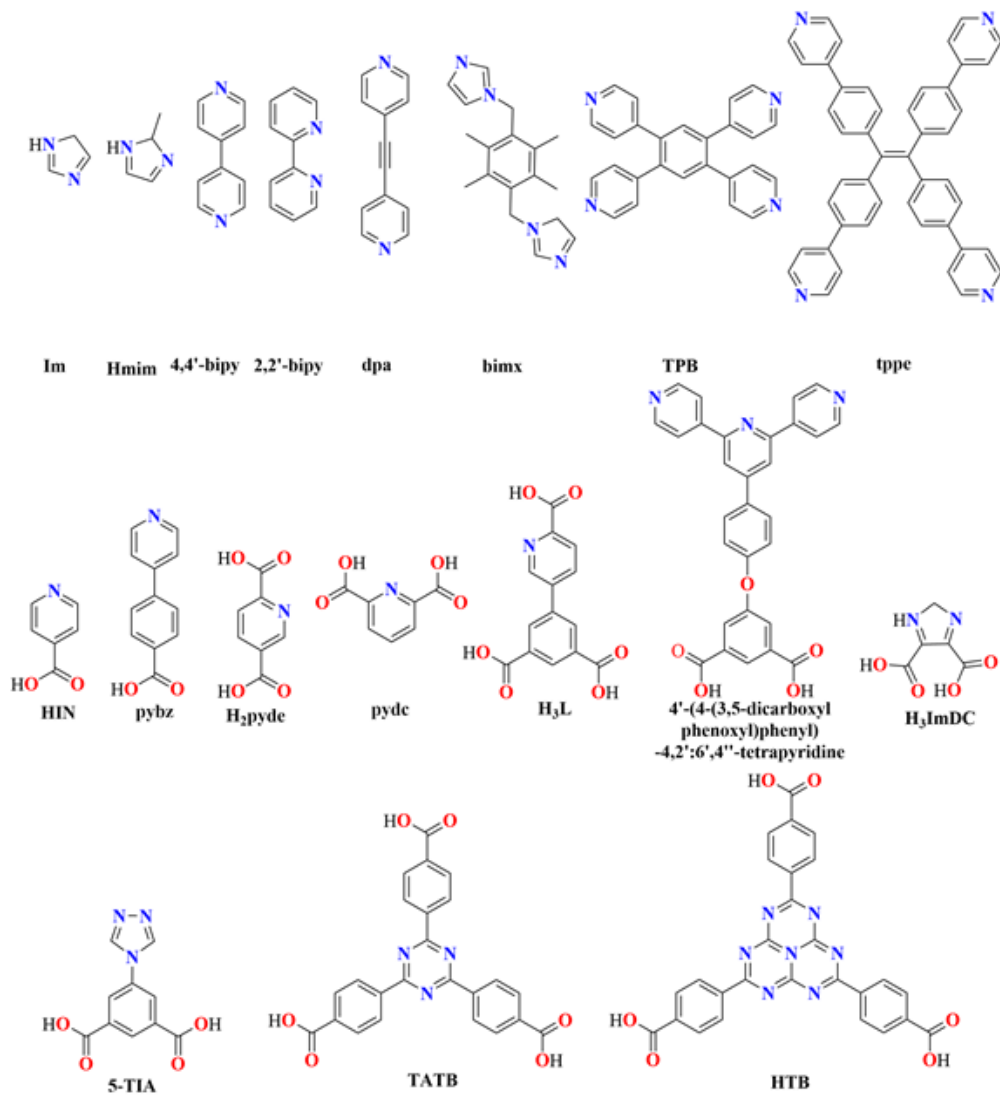 Im Hmim 4,4'-bipy 2,2'-bipy dpa bimx TPB tppe
HIN pybz H₂pyde pydc H₃L 4'-(4-(3,5-dicarboxyl
phenoxyl)phenyl)
-4,2':6',4''-tetrapyridine H₃ImDC
5-TIA TATB HTB